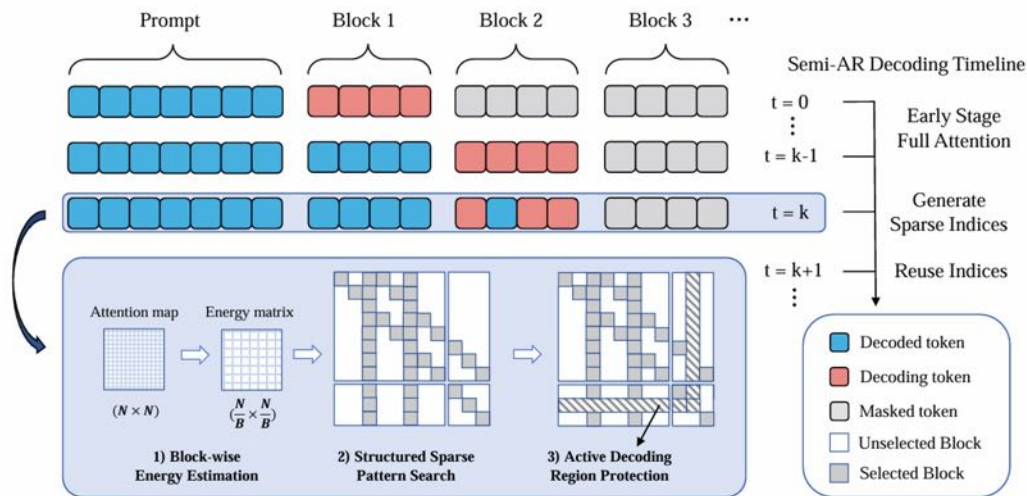 Prompt
Block 1
Block 2
Block 3
...
Semi-AR Decoding Timeline
t = 0
⋮
Early Stage
Full Attention
t = k-1
t = k
Generate
Sparse Indices
t = k+1
⋮
Reuse Indices
Attention map
Energy matrix
(N × N)
(N/B × N/B)
1) Block-wise
Energy Estimation
2) Structured Sparse
Pattern Search
3) Active Decoding
Region Protection
Decoded token
Decoding token
Masked token
Unselected Block
Selected Block